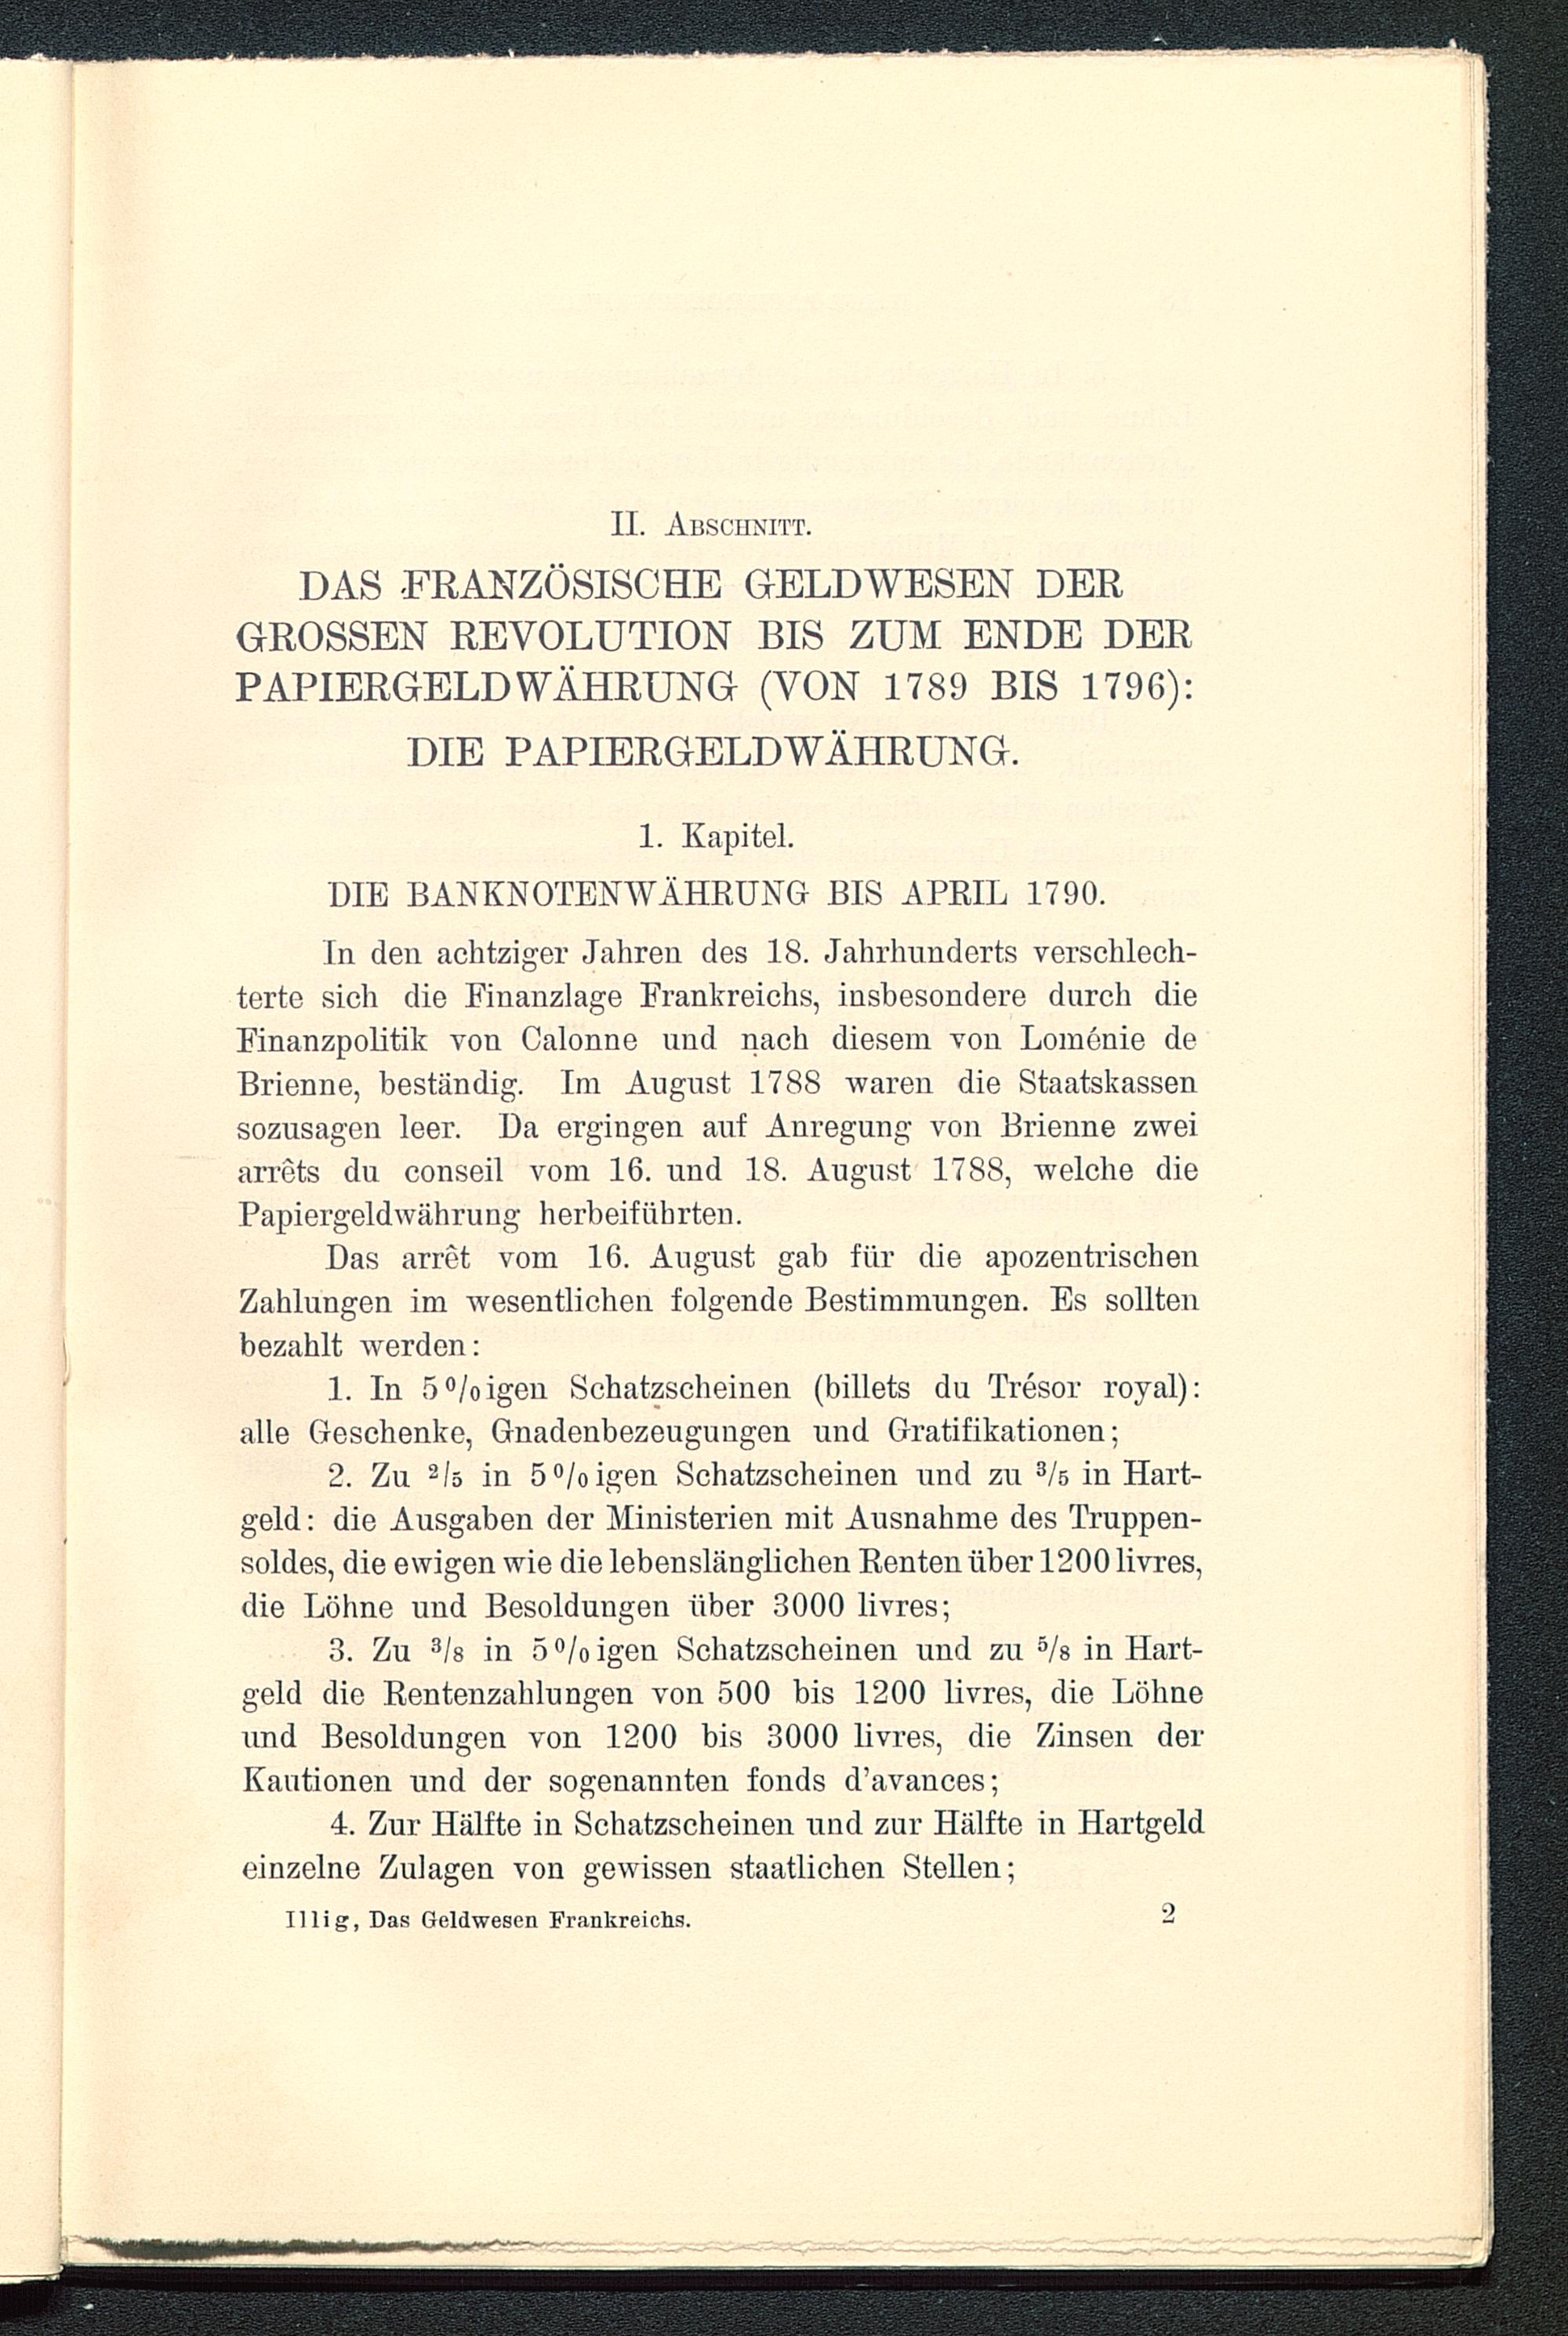 II. Abschnitt.
DAS FRANZÖSISCHE GELDWESEN DER
GROSSEN REVOLUTION BIS ZUM ENDE DER
PAPIERGELDWÄHRUNG (VON 1789 BIS 1796):
DIE PAPIERGELDWÄHRUNG.
1. Kapitel.
DIE BANKNOTENWÄHRUNG BIS APRIL 1790.
In den achtziger Jahren des 18. Jahrhunderts verschlech-
terte sich die Finanzlage Frankreichs, insbesondere durch die
Finanzpolitik von Calonne und nach diesem von Loménie de
Brienne, beständig. Im August 1788 waren die Staatskassen
sozusagen leer. Da ergingen auf Anregung von Brienne zwei
arrêts du conseil vom 16. und 18. August 1788, welche die
Papiergeldwährung herbeiführten.
Das arrêt vom 16. August gab für die apozentrischen
Zahlungen im wesentlichen folgende Bestimmungen. Es sollten
bezahlt werden:
1. In 5%igen Schatzscheinen (billets du Trésor royal):
alle Geschenke, Gnadenbezeugungen und Gratifikationen;
2. Zu 2/5 in 5%igen Schatzscheinen und zu 3/5 in Hart-
geld: die Ausgaben der Ministerien mit Ausnahme des Truppen-
soldes, die ewigen wie die lebenslänglichen Renten über 1200 livres,
die Löhne und Besoldungen über 3000 livres;
3. Zu 3/8 in 5%igen Schatzscheinen und zu 5/8 in Hart-
geld die Rentenzahlungen von 500 bis 1200 livres, die Löhne
und Besoldungen von 1200 bis 3000 livres, die Zinsen der
Kautionen und der sogenannten fonds d'avances;
4. Zur Hälfte in Schatzscheinen und zur Hälfte in Hartgeld
einzelne Zulagen von gewissen staatlichen Stellen;
Illig, Das Geldwesen Frankreichs. 2